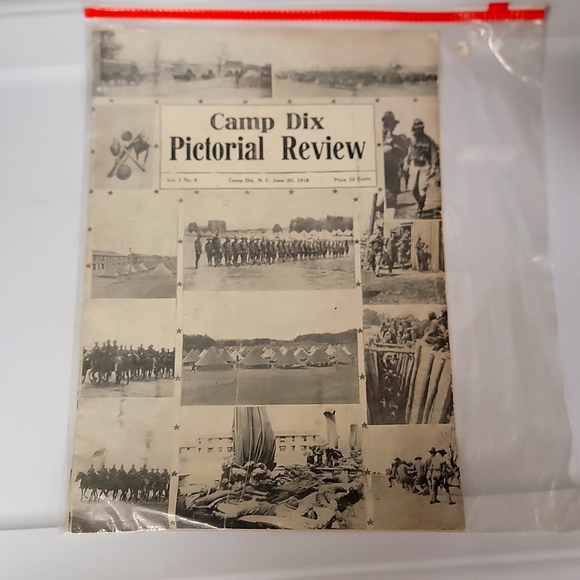 Camp Dix
Pictorial Review
Vol. I No. 6 Camp Dix, N. J., June 20, 1918 Price 10 Cents